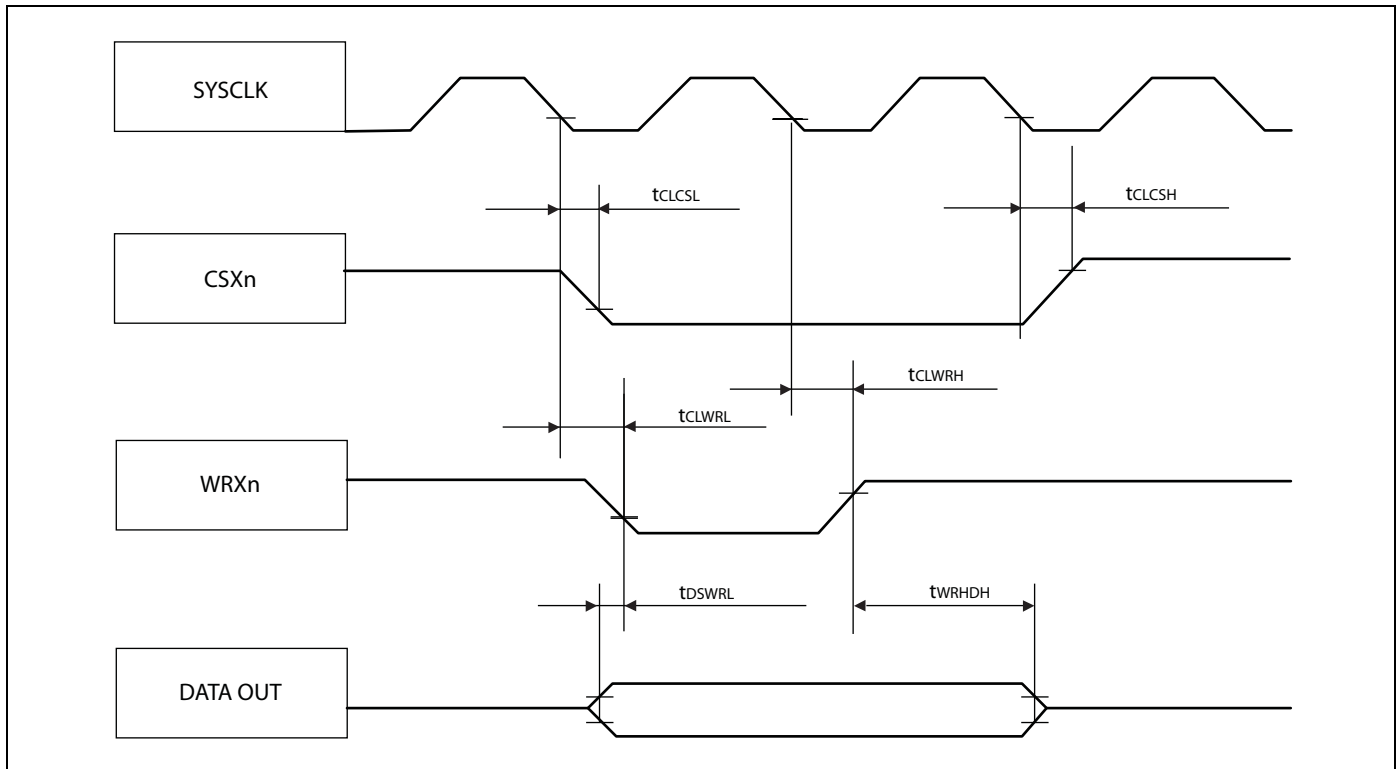 SYSCLK
tCLCSL
tCLCSH
CSXn
tCLWRH
tCLWRL
WRXn
tDSWRL
tWRHDH
DATA OUT